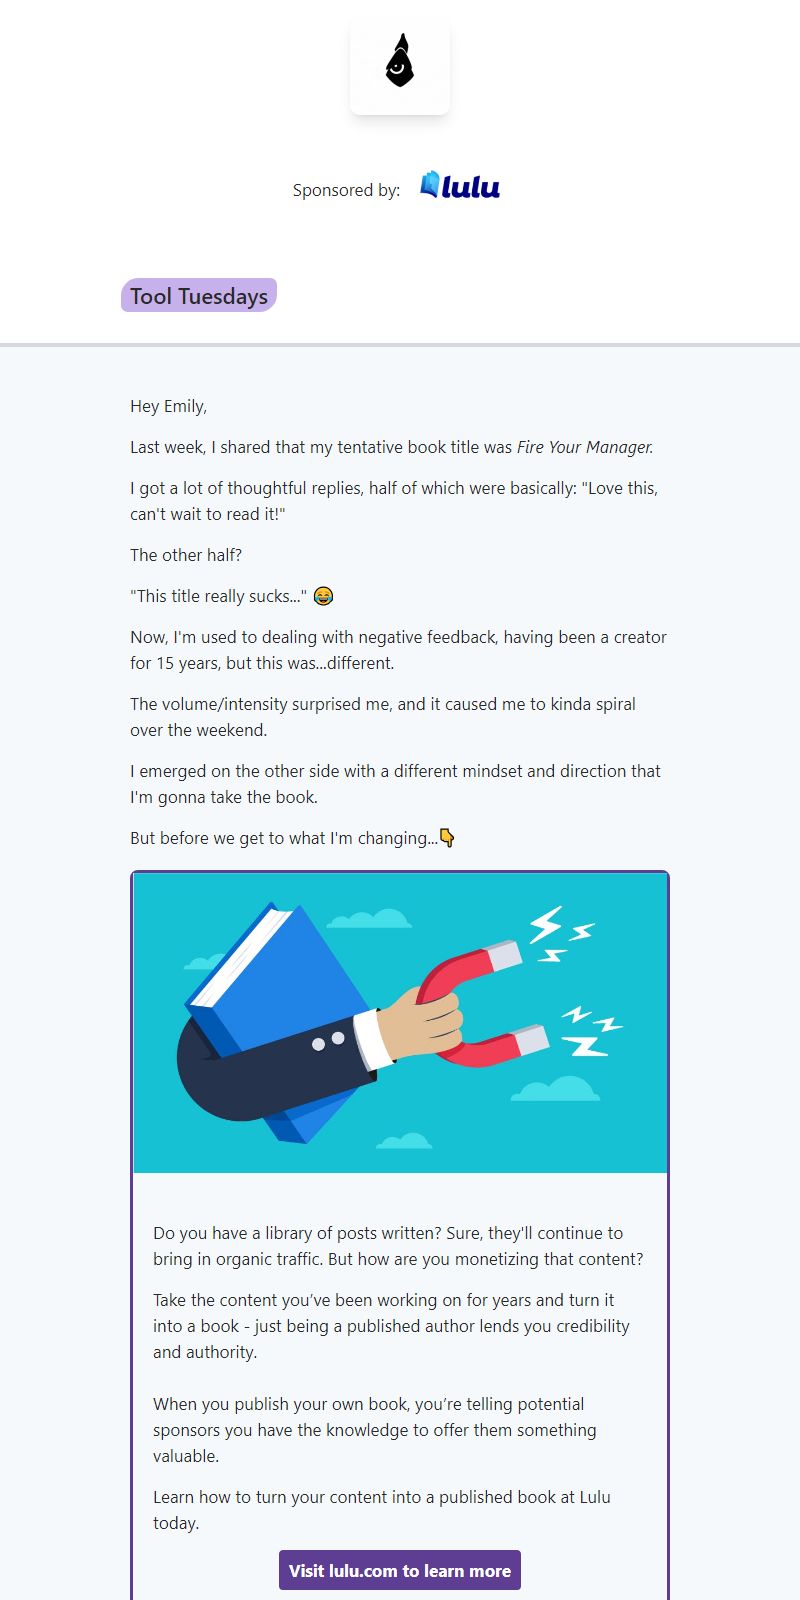 Sponsored by: lulu
Tool Tuesdays
Hey Emily,
Last week, I shared that my tentative book title was Fire Your Manager.
I got a lot of thoughtful replies, half of which were basically: "Love this,
can't wait to read it!"
The other half?
"This title really sucks..." 😂
Now, I'm used to dealing with negative feedback, having been a creator
for 15 years, but this was...different.
The volume/intensity surprised me, and it caused me to kinda spiral
over the weekend.
I emerged on the other side with a different mindset and direction that
I'm gonna take the book.
But before we get to what I'm changing...👇
Do you have a library of posts written? Sure, they'll continue to
bring in organic traffic. But how are you monetizing that content?
Take the content you’ve been working on for years and turn it
into a book - just being a published author lends you credibility
and authority.
When you publish your own book, you’re telling potential
sponsors you have the knowledge to offer them something
valuable.
Learn how to turn your content into a published book at Lulu
today.
Visit lulu.com to learn more